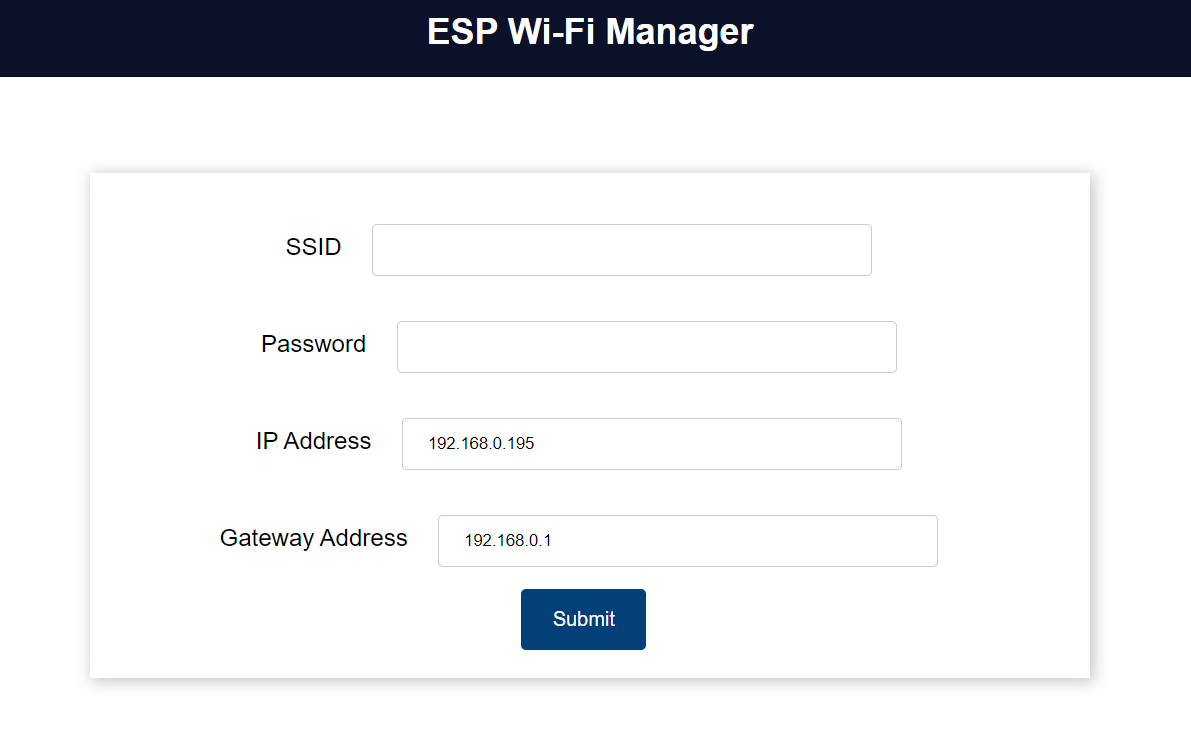 ESP Wi-Fi Manager
SSID
Password
IP Address 192.168.0.195
Gateway Address 192.168.0.1
Submit